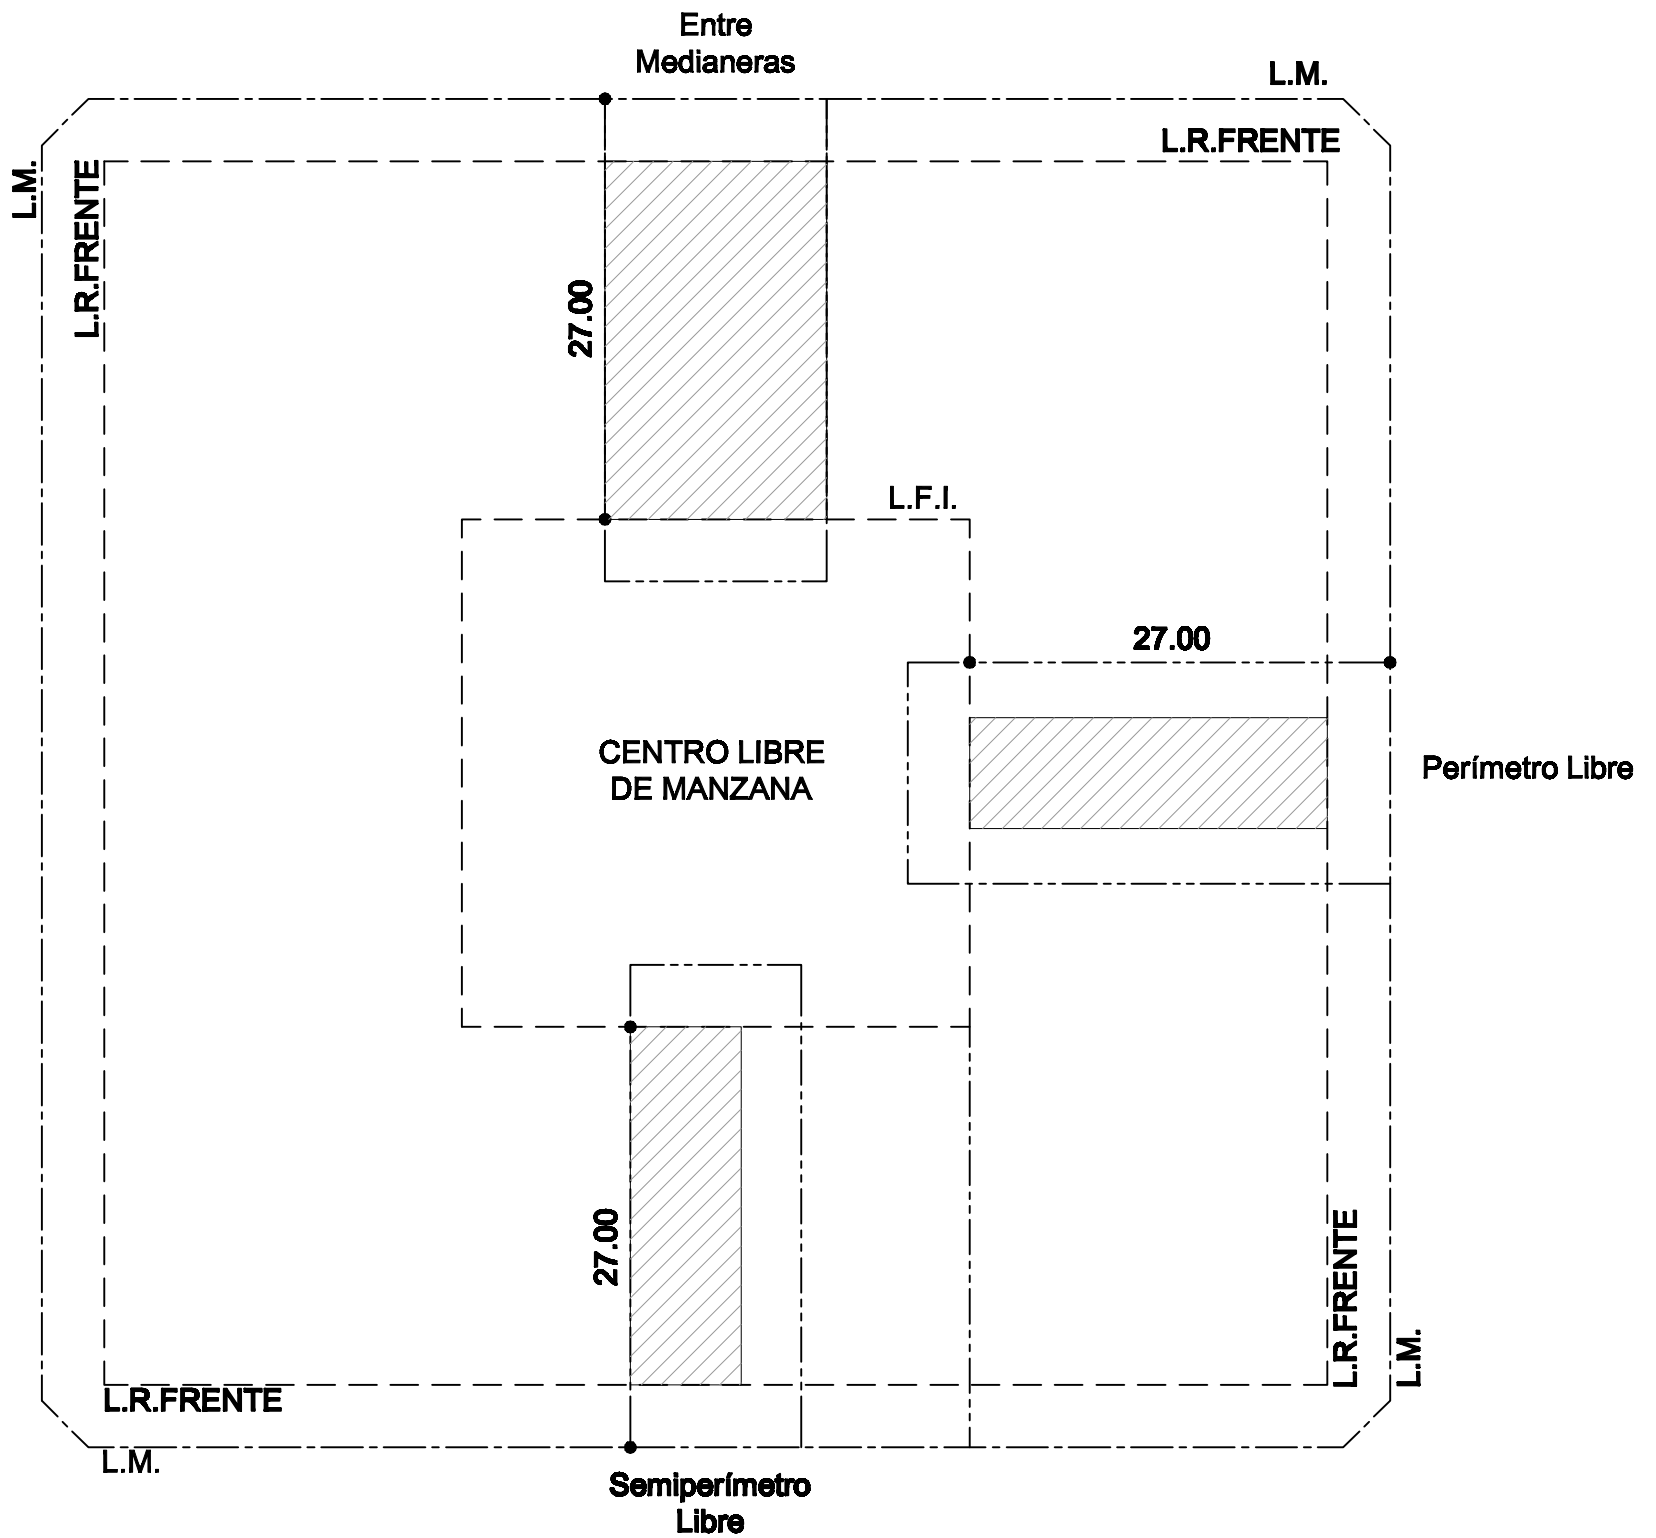 Entre
Medianeras
L.M.
L.R.FRENTE
L.M.
L.R.FRENTE
27.00
L.F.I.
27.00
CENTRO LIBRE
DE MANZANA
Perímetro Libre
27.00
L.R.FRENTE
L.M.
L.R.FRENTE
L.M.
Semiperímetro
Libre